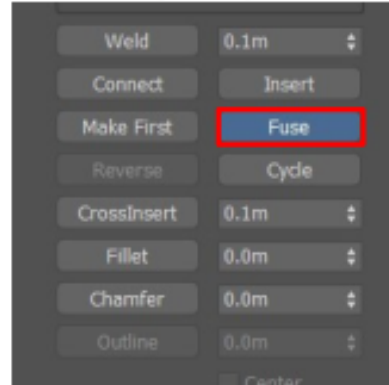 Weld 0.1m
Connect Insert
Make First Fuse
Reverse Cycle
CrossInsert 0.1m
Fillet 0.0m
Chamfer 0.0m
Outline 0.0m
Center